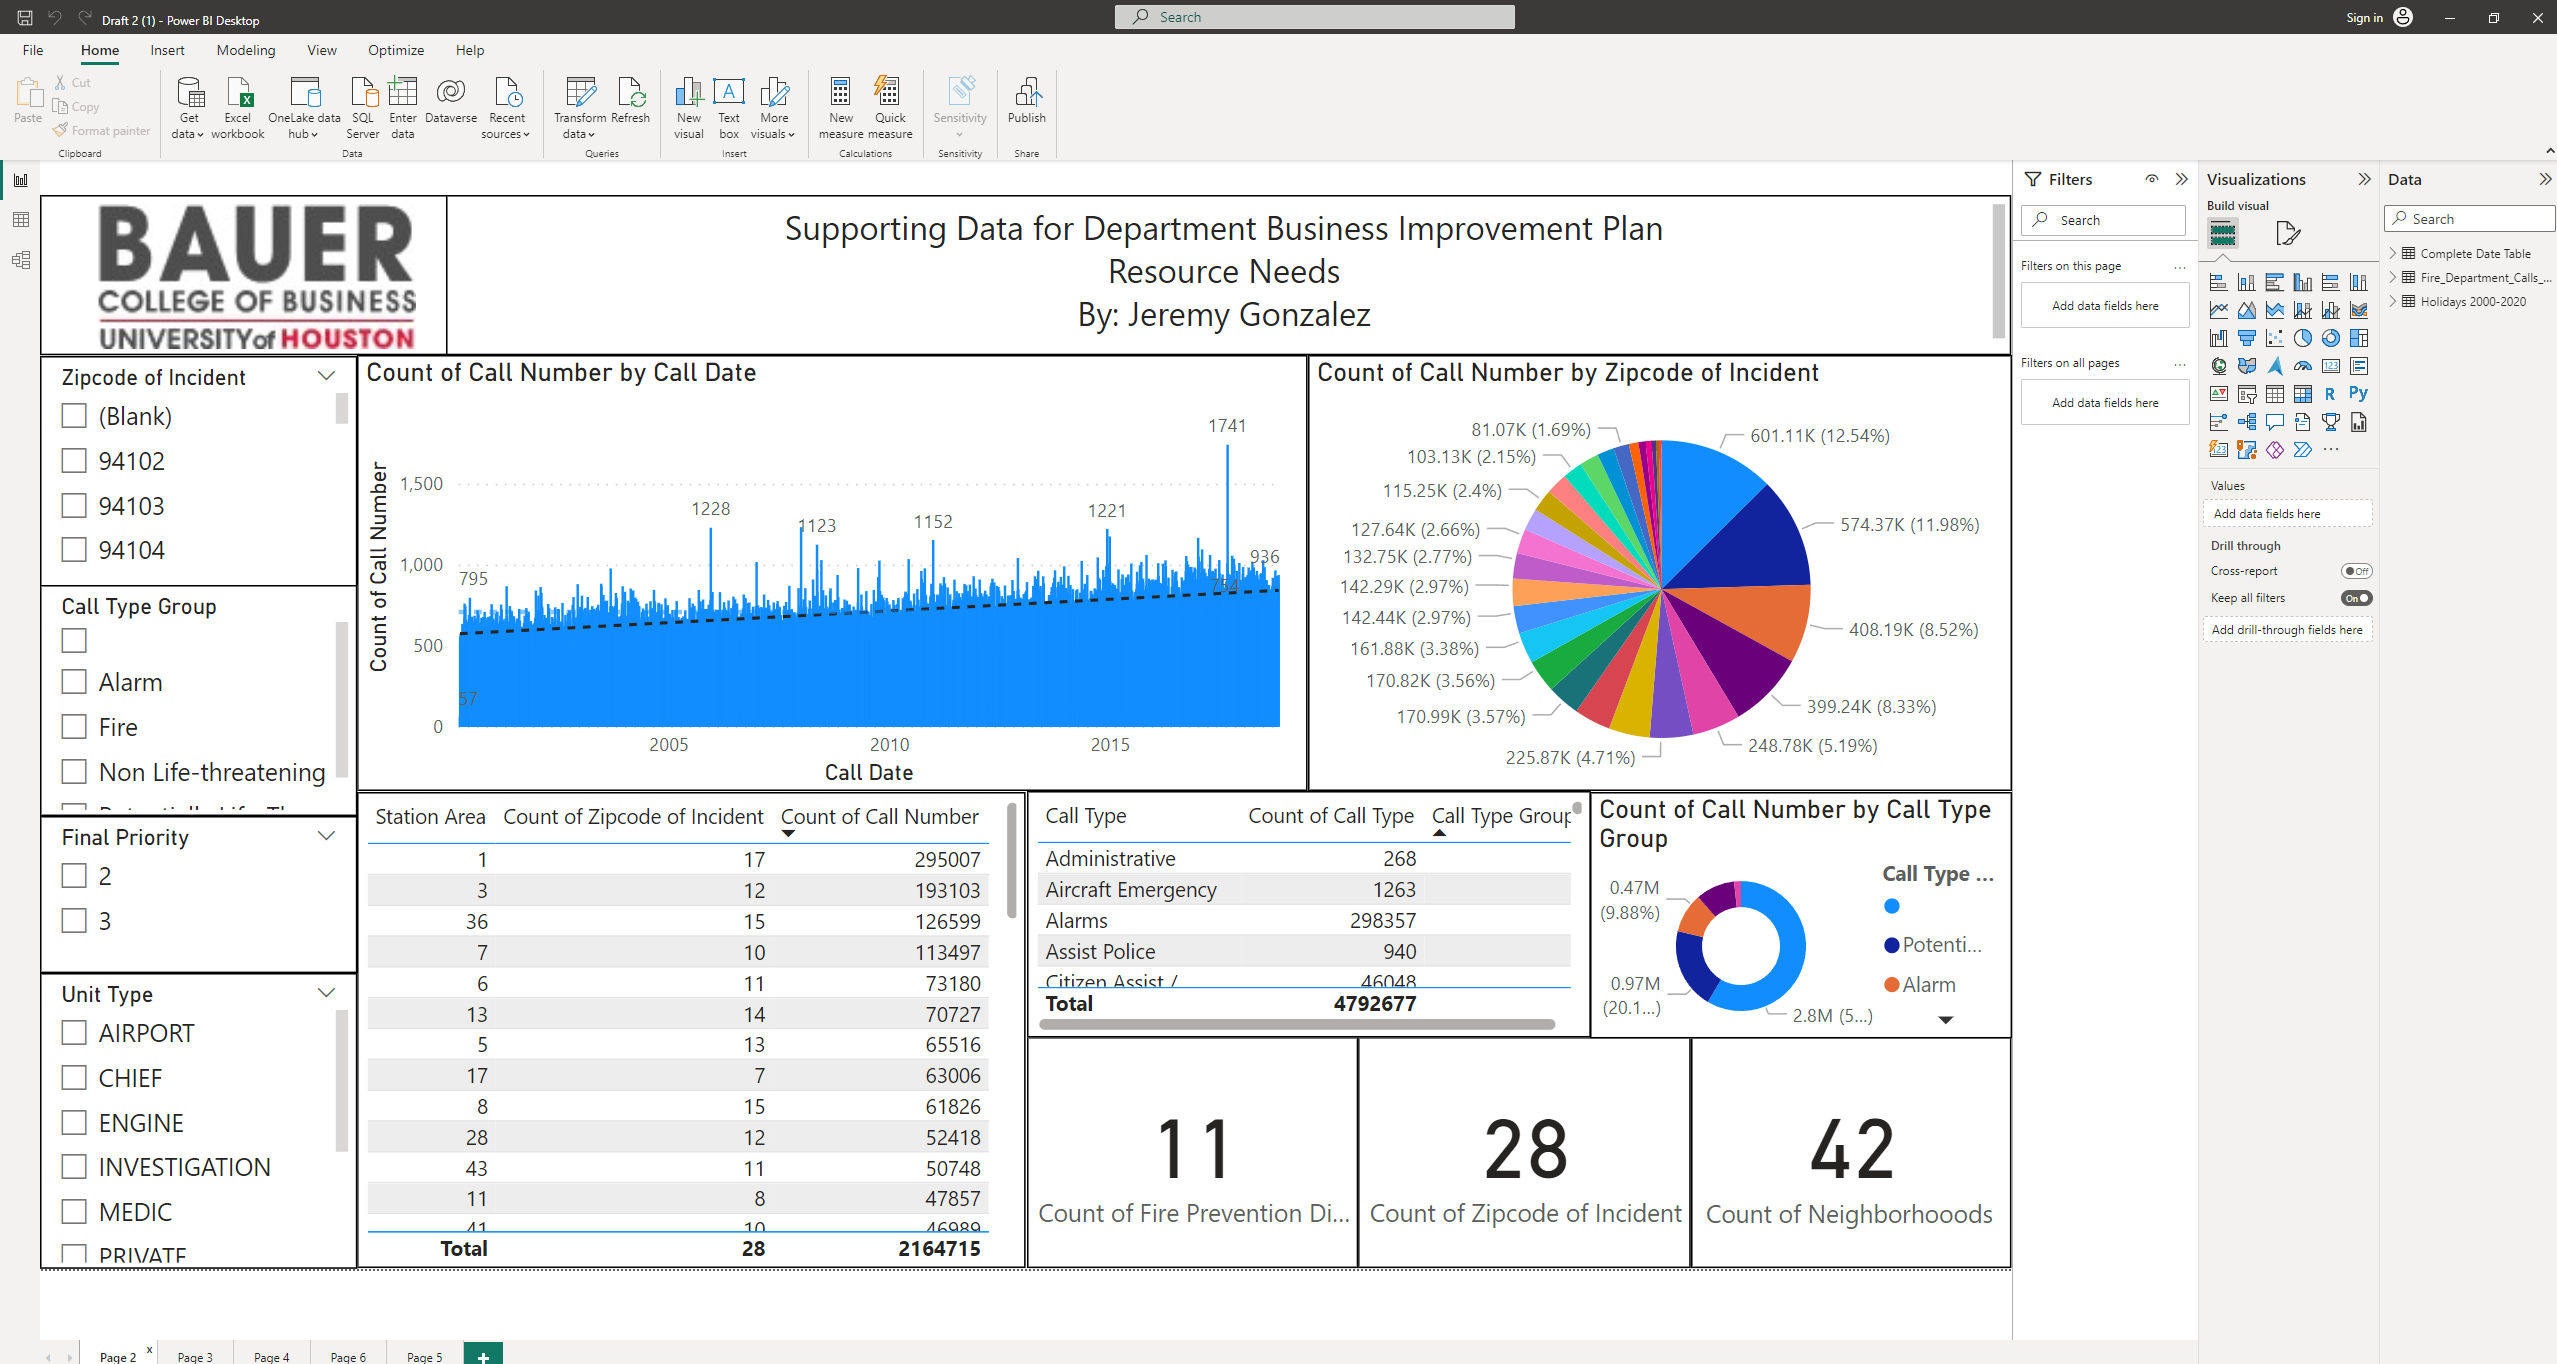 Draft 2 (1) - Power BI Desktop
Search
Sign in
File
Home
Insert
Modeling
View
Optimize
Help
Paste
Cut
Copy
Format painter
Clipboard
Get data
Excel workbook
OneLake data hub
SQL Server
Enter data
Dataverse
Recent sources
Data
Transform data
Refresh
Queries
New visual
Text box
More visuals
Insert
New measure
Quick measure
Calculations
Sensitivity
Sensitivity
Publish
Share
BAUER
COLLEGE OF BUSINESS
UNIVERSITY of HOUSTON
Supporting Data for Department Business Improvement Plan
Resource Needs
By: Jeremy Gonzalez
Zipcode of Incident
(Blank)
94102
94103
94104
Call Type Group
Alarm
Fire
Non Life-threatening
Final Priority
2
3
Unit Type
AIRPORT
CHIEF
ENGINE
INVESTIGATION
MEDIC
PRIVATE
Count of Call Number by Call Date
Count of Call Number
1,500
1,000
500
0
795
57
1228
1123
1152
1221
1741
936
754
2005
2010
2015
Call Date
Count of Call Number by Zipcode of Incident
601.11K (12.54%)
574.37K (11.98%)
408.19K (8.52%)
399.24K (8.33%)
248.78K (5.19%)
225.87K (4.71%)
170.99K (3.57%)
170.82K (3.56%)
161.88K (3.38%)
142.44K (2.97%)
142.29K (2.97%)
132.75K (2.77%)
127.64K (2.66%)
115.25K (2.4%)
103.13K (2.15%)
81.07K (1.69%)
Station Area Count of Zipcode of Incident Count of Call Number
1 17 295007
3 12 193103
36 15 126599
7 10 113497
6 11 73180
13 14 70727
5 13 65516
17 7 63006
8 15 61826
28 12 52418
43 11 50748
11 8 47857
41 10 46989
Total 28 2164715
Call Type Count of Call Type Call Type Group
Administrative 268
Aircraft Emergency 1263
Alarms 298357
Assist Police 940
Citizen Assist / 46048
Total 4792677
Count of Call Number by Call Type
Group
0.47M
(9.88%)
0.97M
(20.1...)
2.8M (5...)
Call Type ...
Potenti...
Alarm
11
Count of Fire Prevention Di...
28
Count of Zipcode of Incident
42
Count of Neighborhooods
Filters
Search
Filters on this page
...
Add data fields here
Filters on all pages
...
Add data fields here
Visualizations
Build visual
123
R
Py
123
...
Values
Add data fields here
Drill through
Cross-report
Off
Keep all filters
On
Add drill-through fields here
Data
Search
Complete Date Table
Fire_Department_Calls_...
Holidays 2000-2020
Page 2
x
Page 3
Page 4
Page 6
Page 5
+